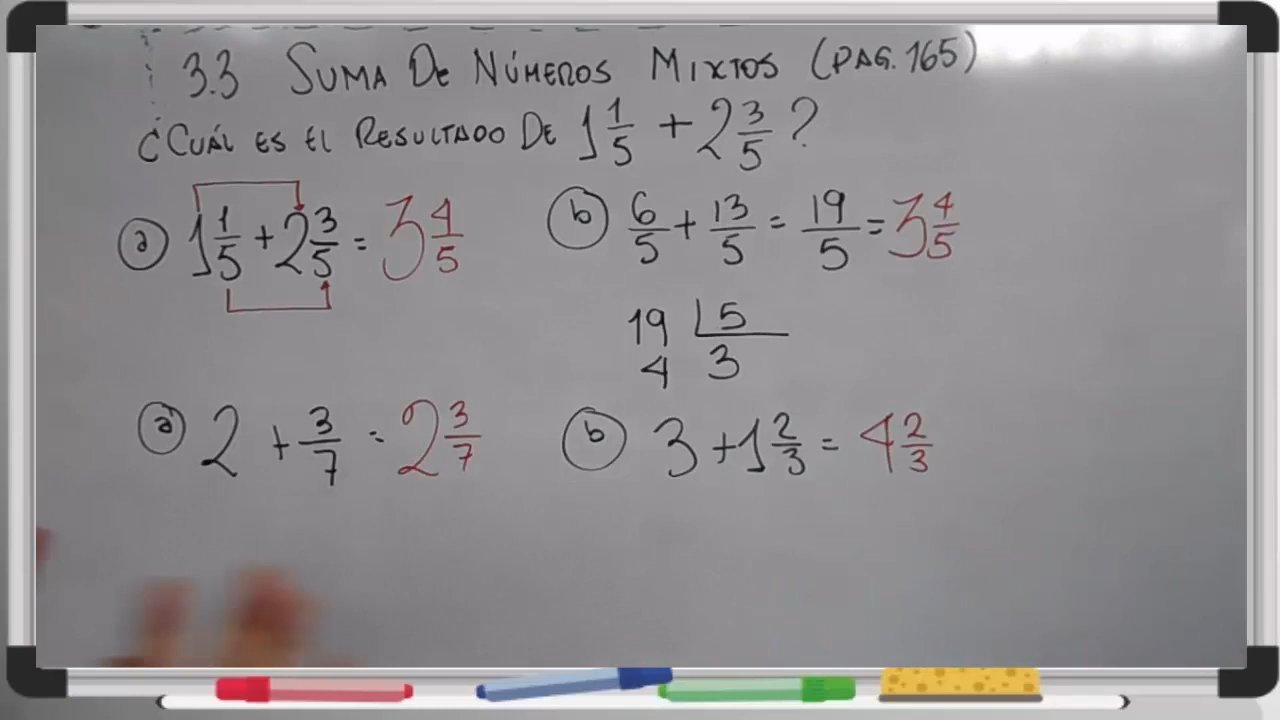 3.3 SUMA DE NÚMEROS MIXTOS (PAG. 165)
¿CUÁL ES EL RESULTADO DE 1 1/5 + 2 3/5 ?
a) 1 1/5 + 2 3/5 = 3 4/5
b) 6/5 + 13/5 = 19/5 = 3 4/5
19 5
4 3
a) 2 + 3/7 = 2 3/7
b) 3 + 1 2/3 = 4 2/3